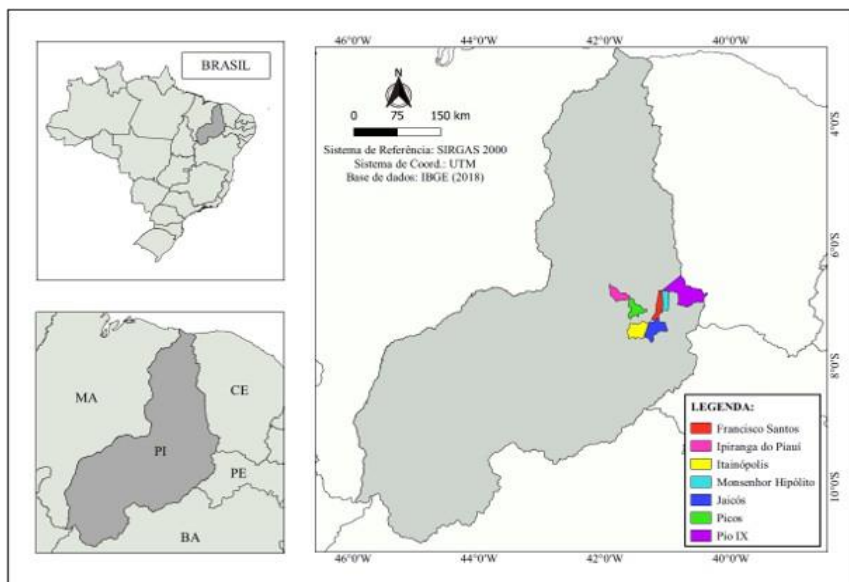 BRASIL
MA
CE
PI
PE
BA
46°0'W 44°0'W 42°0'W 40°0'W
N
0 75 150 km
Sistema de Referência: SIRGAS 2000
Sistema de Coord.: UTM
Base de dados: IBGE (2018)
4°0'S
6°0'S
8°0'S
10°0'S
LEGENDA:
Francisco Santos
Ipiranga do Piauí
Itainópolis
Monsenhor Hipólito
Jaicós
Picos
Pio IX
46°0'W 44°0'W 42°0'W 40°0'W